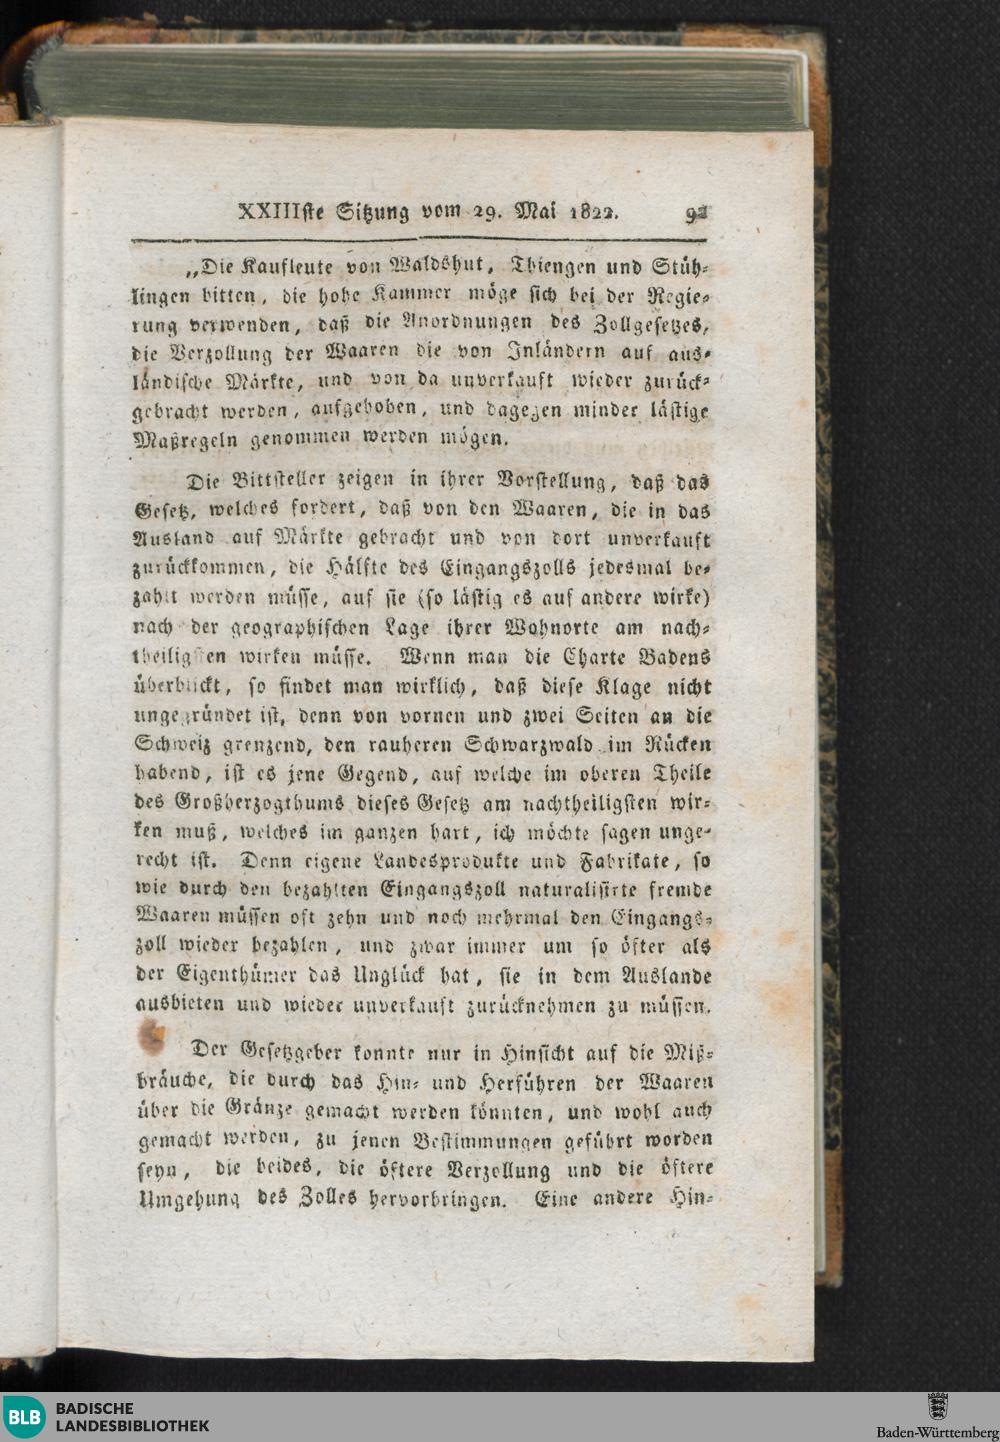 XXIIIste Sitzung vom 29. Mai 1822.
„Die Kaufleute von Waldshut, Thiengen und Stüh-
lingen bitten, die hohe Kammer möge sich bei der Regie-
rung verwenden, daß die Anordnungen des Zollgesetzes,
die Verzollung der Waaren die von Inländern auf aus-
ländische Märkte, und von da unverkauft wieder zurück-
gebracht werden, aufgehoben, und dagegen minder lästige
Maßregeln genommen werden mögen.
Die Bittsteller zeigen in ihrer Vorstellung, daß das
Gesetz, welches fordert, daß von den Waaren, die in das
Ausland auf Märkte gebracht und von dort unverkauft
zurückkommen, die Hälfte des Eingangszolls jedesmal be-
zahlt werden müsse, auf sie (so lästig es auf andere wirke)
nach der geographischen Lage ihrer Wohnorte am nach-
theiligsten wirken müsse. Wenn man die Charte Badens
überblickt, so findet man wirklich, daß diese Klage nicht
ungegründet ist, denn von vornen und zwei Seiten an die
Schweiz grenzend, den rauheren Schwarzwald im Rücken
habend, ist es jene Gegend, auf welche im oberen Theile
des Großherzogthums dieses Gesetz am nachtheiligsten wir-
ken muß, welches im ganzen hart, ich möchte sagen unge-
recht ist. Denn eigene Landesprodukte und Fabrikate, so
wie durch den bezahlten Eingangszoll naturalisirte fremde
Waaren müssen oft zehn und noch mehrmal den Eingangs-
zoll wieder bezahlen, und zwar immer um so öfter als
der Eigenthümer das Unglück hat, sie in dem Auslande
ausbieten und wieder unverkauft zurücknehmen zu müssen.
Der Gesetzgeber konnte nur in Hinsicht auf die Miß-
bräuche, die durch das Hin- und Herführen der Waaren
über die Gränze gemacht werden könnten, und wohl auch
gemacht werden, zu jenen Bestimmungen geführt worden
seyn, die beides, die öftere Verzollung und die öftere
Umgehung des Zolles hervorbringen. Eine andere Hin-
BLB BADISCHE
LANDESBIBLIOTHEK
Baden-Württemberg